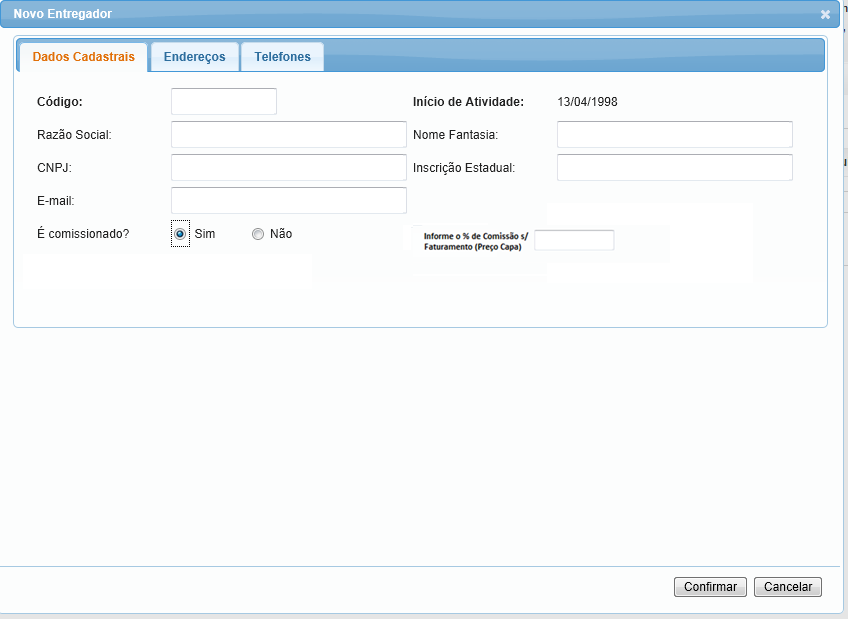 Novo Entregador
Dados Cadastrais Endereços Telefones
Código: Início de Atividade: 13/04/1998
Razão Social: Nome Fantasia:
CNPJ: Inscrição Estadual:
E-mail:
É comissionado? Sim Não Informe o % de Comissão s/
Faturamento (Preço Capa)
Confirmar Cancelar